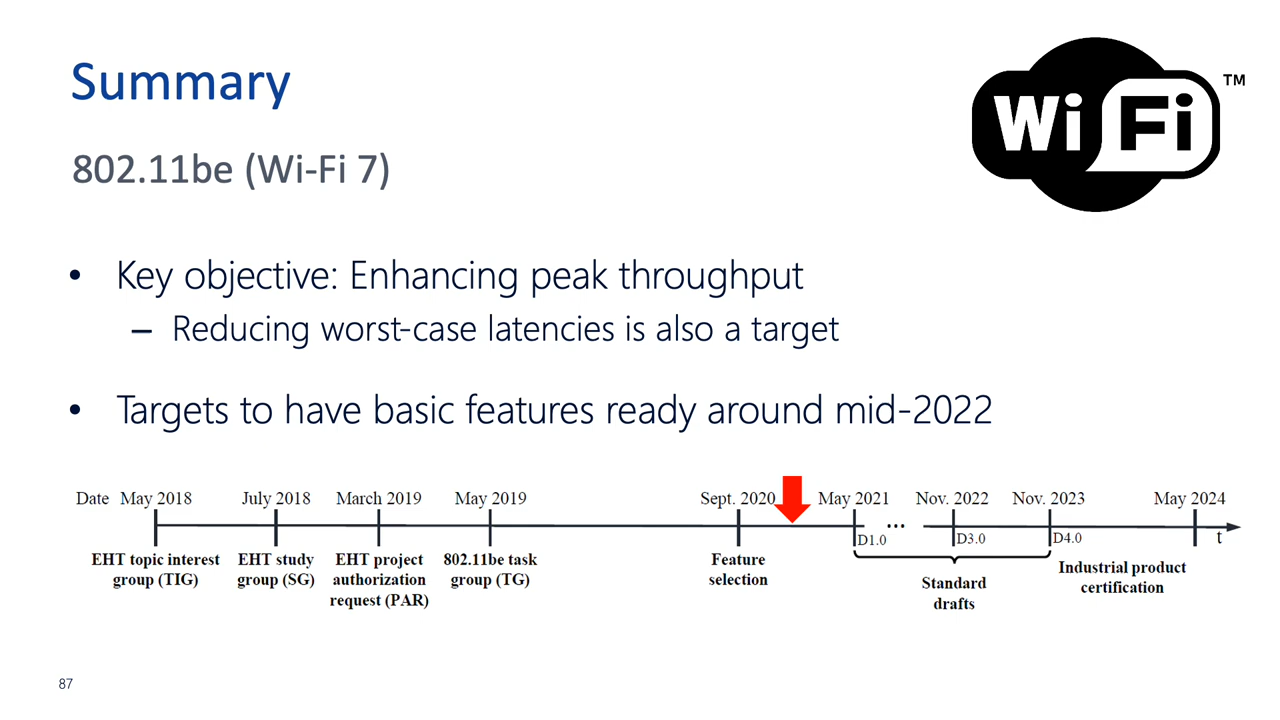 Summary
Wi Fi TM
802.11be (Wi-Fi 7)
• Key objective: Enhancing peak throughput
– Reducing worst-case latencies is also a target
• Targets to have basic features ready around mid-2022
Date May 2018 July 2018 March 2019 May 2019 Sept. 2020 May 2021 Nov. 2022 Nov. 2023 May 2024
... D1.0 D3.0 D4.0 t
EHT topic interest EHT study EHT project 802.11be task Feature Industrial product
group (TIG) group (SG) authorization group (TG) selection Standard certification
request (PAR) drafts
87